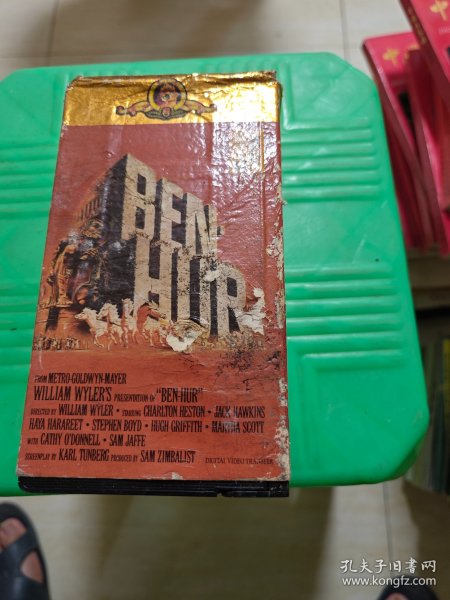 BEN-
HUR
FROM METRO-GOLDWYN-MAYER
WILLIAM WYLER'S PRESENTATION OF "BEN-HUR"
DIRECTED BY WILLIAM WYLER • STARRING CHARLTON HESTON • JACK HAWKINS
HAYA HARAREET • STEPHEN BOYD • HUGH GRIFFITH • MARTHA SCOTT
WITH CATHY O'DONNELL • SAM JAFFE
SCREENPLAY BY KARL TUNBERG PRODUCED BY SAM ZIMBALIST
DIGITAL VIDEO TRANSFER
中
孔夫子旧书网
www.kongfz.com